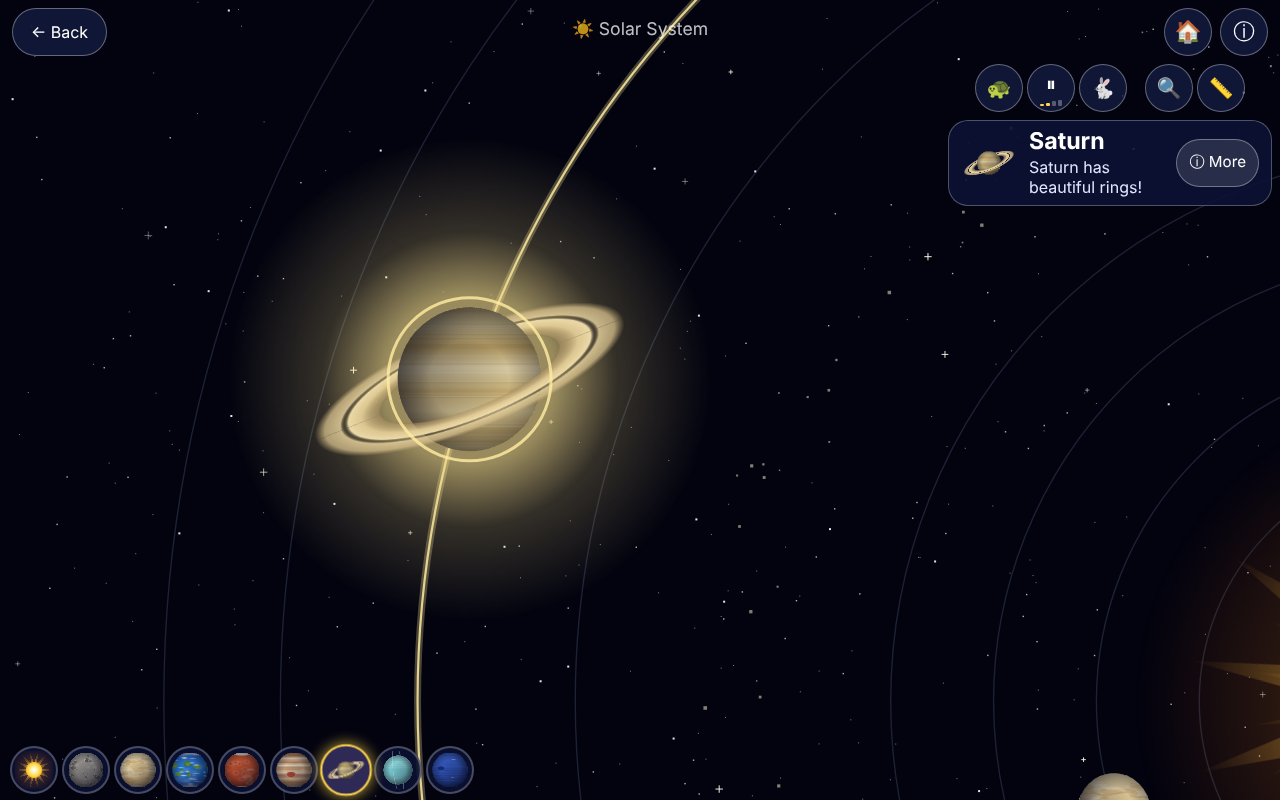 ← Back
☀️ Solar System
Saturn
Saturn has
beautiful rings!
ⓘ More